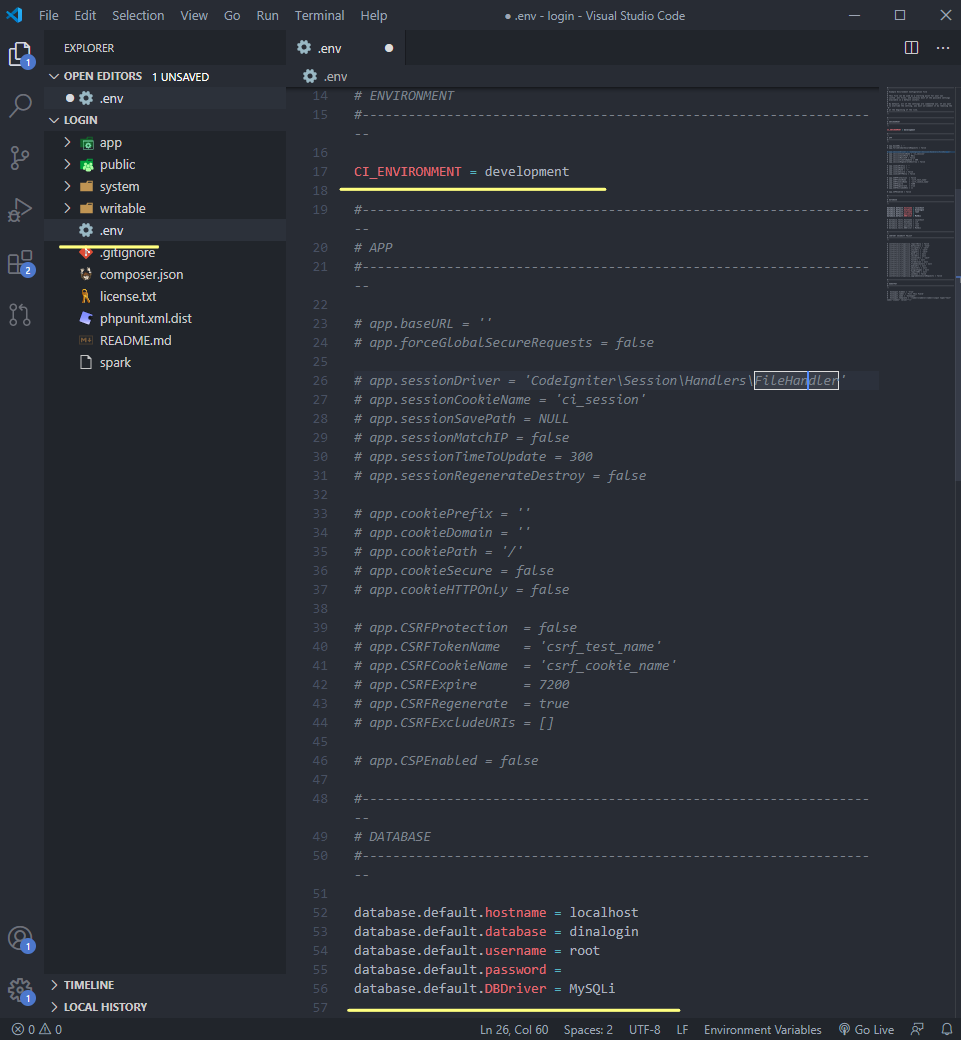 File Edit Selection View Go Run Terminal Help
● .env - login - Visual Studio Code
EXPLORER
OPEN EDITORS 1 UNSAVED
.env
LOGIN
app
public
system
writable
.env
.gitignore
composer.json
license.txt
phpunit.xml.dist
README.md
spark
TIMELINE
LOCAL HISTORY
1
2
1
1
.env
.env
14 # ENVIRONMENT
15 #--------------------------------------------------------------------
--
16
17 CI_ENVIRONMENT = development
18
19 #--------------------------------------------------------------------
--
20 # APP
21 #--------------------------------------------------------------------
--
22
23 # app.baseURL = ''
24 # app.forceGlobalSecureRequests = false
25
26 # app.sessionDriver = 'CodeIgniter\Session\Handlers\FileHandler'
27 # app.sessionCookieName = 'ci_session'
28 # app.sessionSavePath = NULL
29 # app.sessionMatchIP = false
30 # app.sessionTimeToUpdate = 300
31 # app.sessionRegenerateDestroy = false
32
33 # app.cookiePrefix = ''
34 # app.cookieDomain = ''
35 # app.cookiePath = '/'
36 # app.cookieSecure = false
37 # app.cookieHTTPOnly = false
38
39 # app.CSRFProtection  = false
40 # app.CSRFTokenName   = 'csrf_test_name'
41 # app.CSRFCookieName  = 'csrf_cookie_name'
42 # app.CSRFExpire      = 7200
43 # app.CSRFRegenerate  = true
44 # app.CSRFExcludeURIs = []
45
46 # app.CSPEnabled = false
47
48 #--------------------------------------------------------------------
--
49 # DATABASE
50 #--------------------------------------------------------------------
--
51
52 database.default.hostname = localhost
53 database.default.database = dinalogin
54 database.default.username = root
55 database.default.password =
56 database.default.DBDriver = MySQLi
57
0 0
Ln 26, Col 60 Spaces: 2 UTF-8 LF Environment Variables Go Live